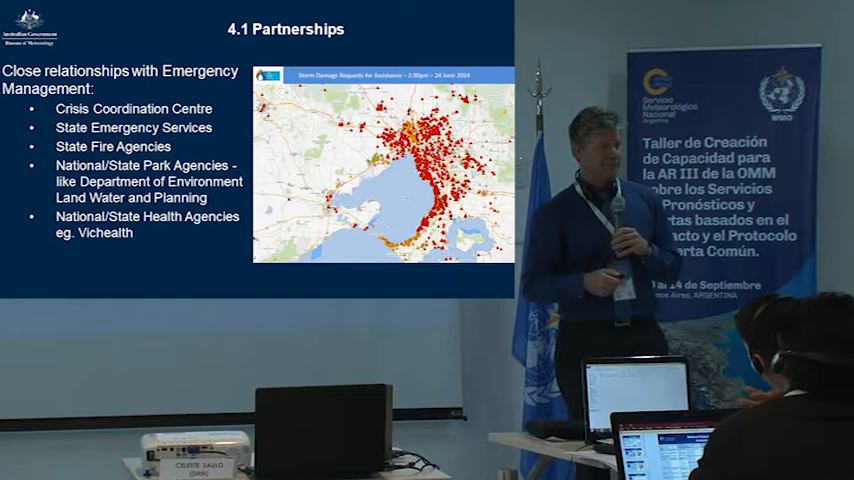 Australian Government
Bureau of Meteorology
4.1 Partnerships
Close relationships with Emergency
Management:
• Crisis Coordination Centre
• State Emergency Services
• State Fire Agencies
• National/State Park Agencies -
like Department of Environment
Land Water and Planning
• National/State Health Agencies
eg. Vichealth
Storm Damage Requests for Assistance – 2:30pm – 24 June 2014
Servicio
Meteorológico
Nacional
Argentina
WMO
Taller de Creación
de Capacidad para
la AR III de la OMM
sobre los Servicios
Pronósticos y
basados en el
y el Protocolo
Común.
14 de Septiembre
Aires, ARGENTINA
CELESTE SAULO
(SMN)